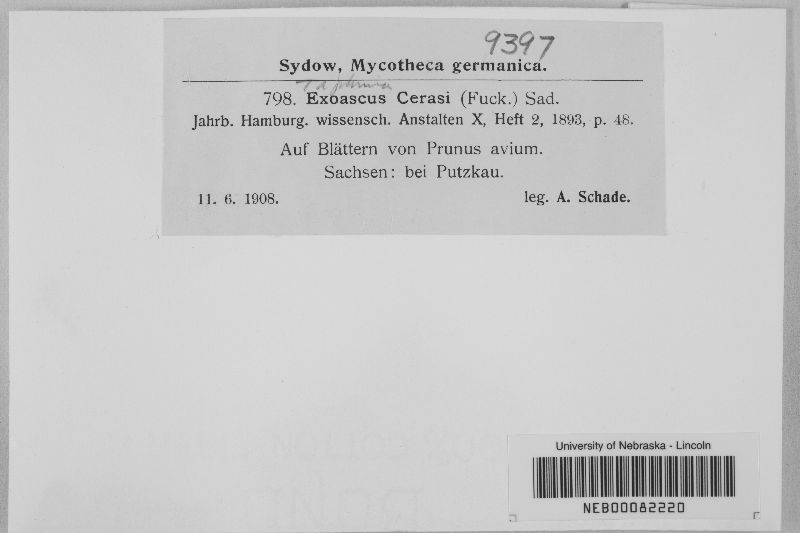 9397
Sydow, Mycotheca germanica.
Taphrina
798. Exoascus Cerasi (Fuck.) Sad.
Jahrb. Hamburg. wissensch. Anstalten X, Heft 2, 1893, p. 48.
Auf Blättern von Prunus avium.
Sachsen: bei Putzkau.
11. 6. 1908. leg. A. Schade.
University of Nebraska - Lincoln
NEB00082220